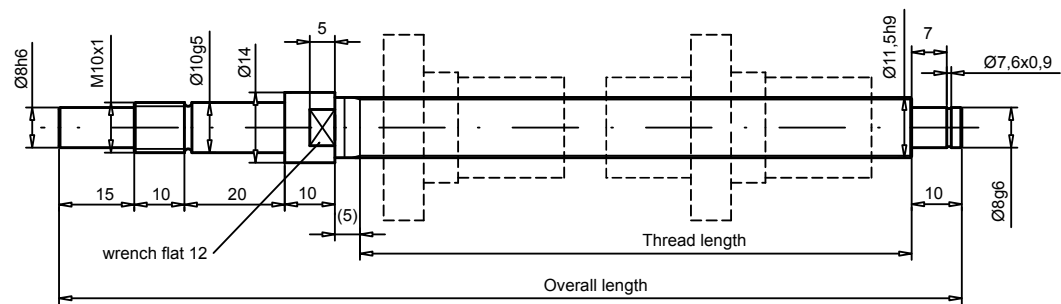 Ø8h6
M10x1
Ø10g5
Ø14
5
Ø11,5h9
7
Ø7,6x0,9
15
10
20
10
(5)
10
Ø8g6
wrench flat 12
Thread length
Overall length